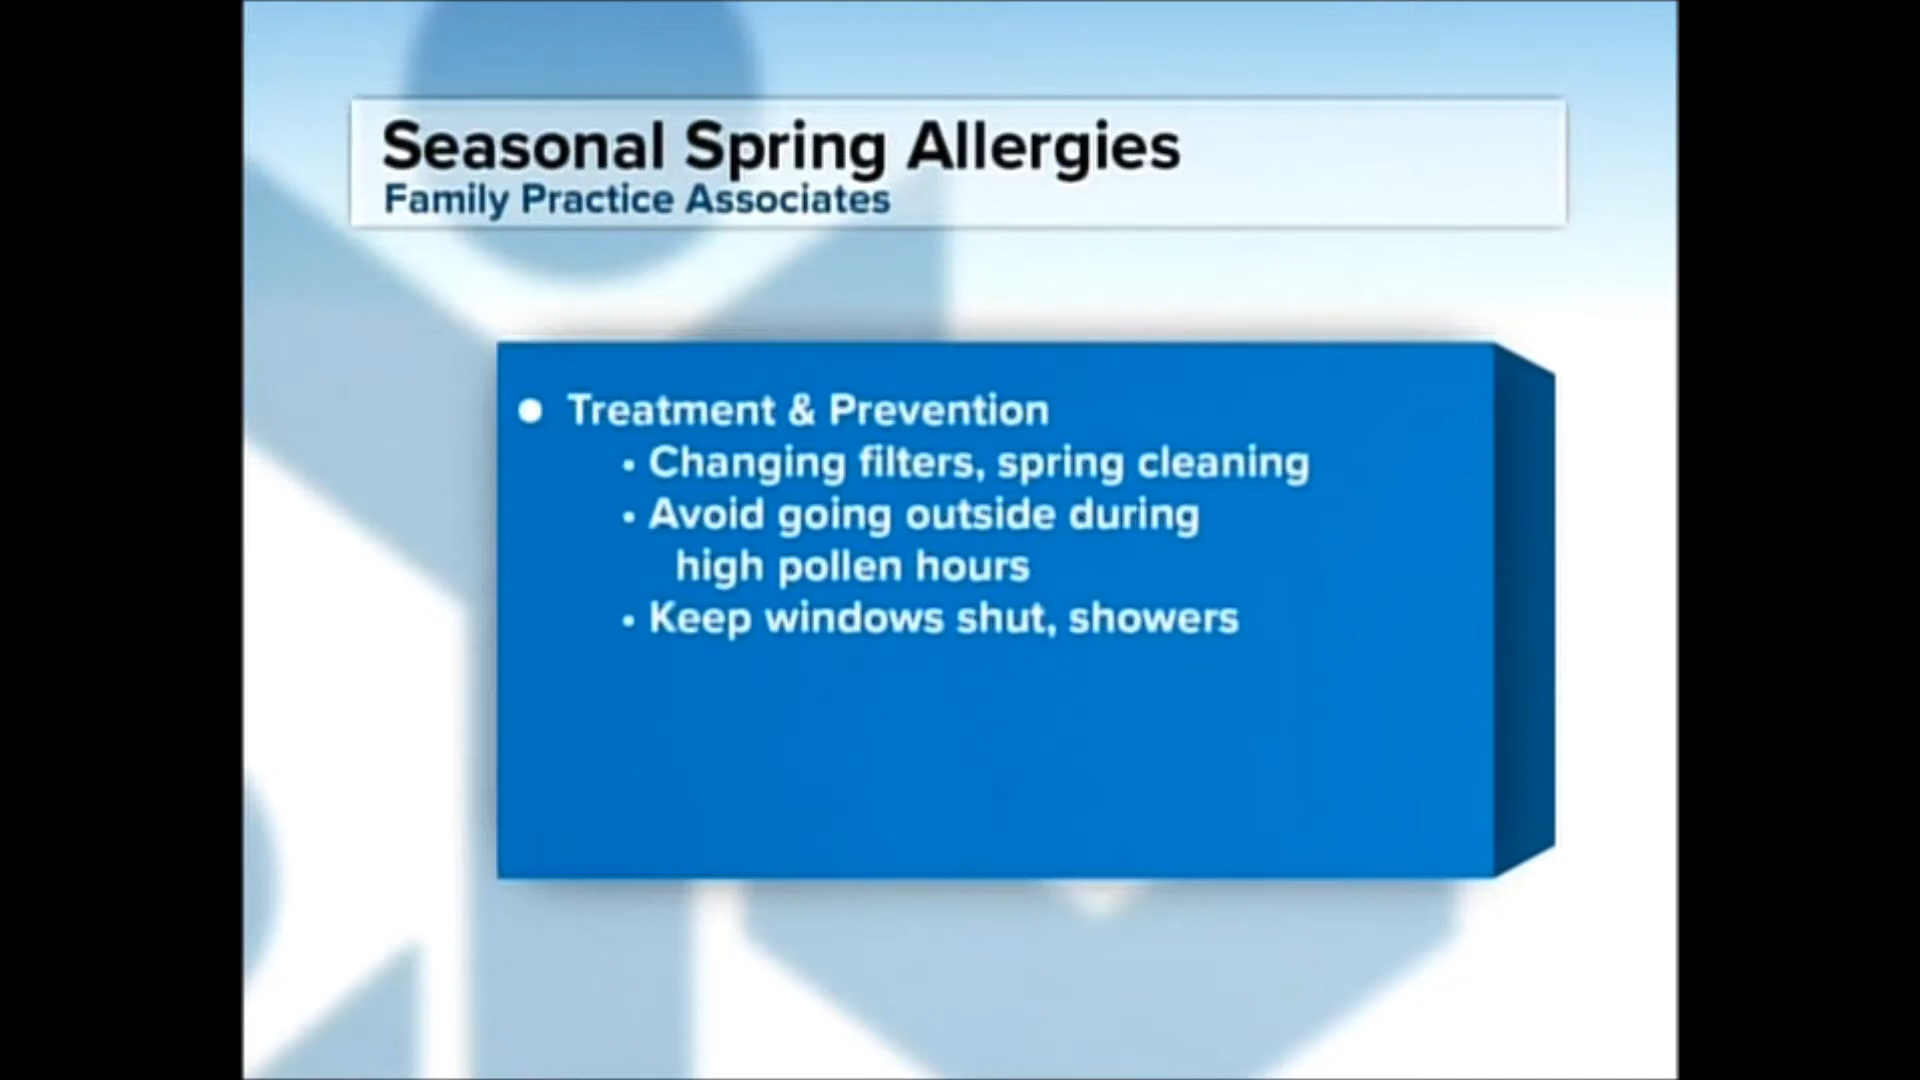 Seasonal Spring Allergies
Family Practice Associates
● Treatment & Prevention
• Changing filters, spring cleaning
• Avoid going outside during
high pollen hours
• Keep windows shut, showers